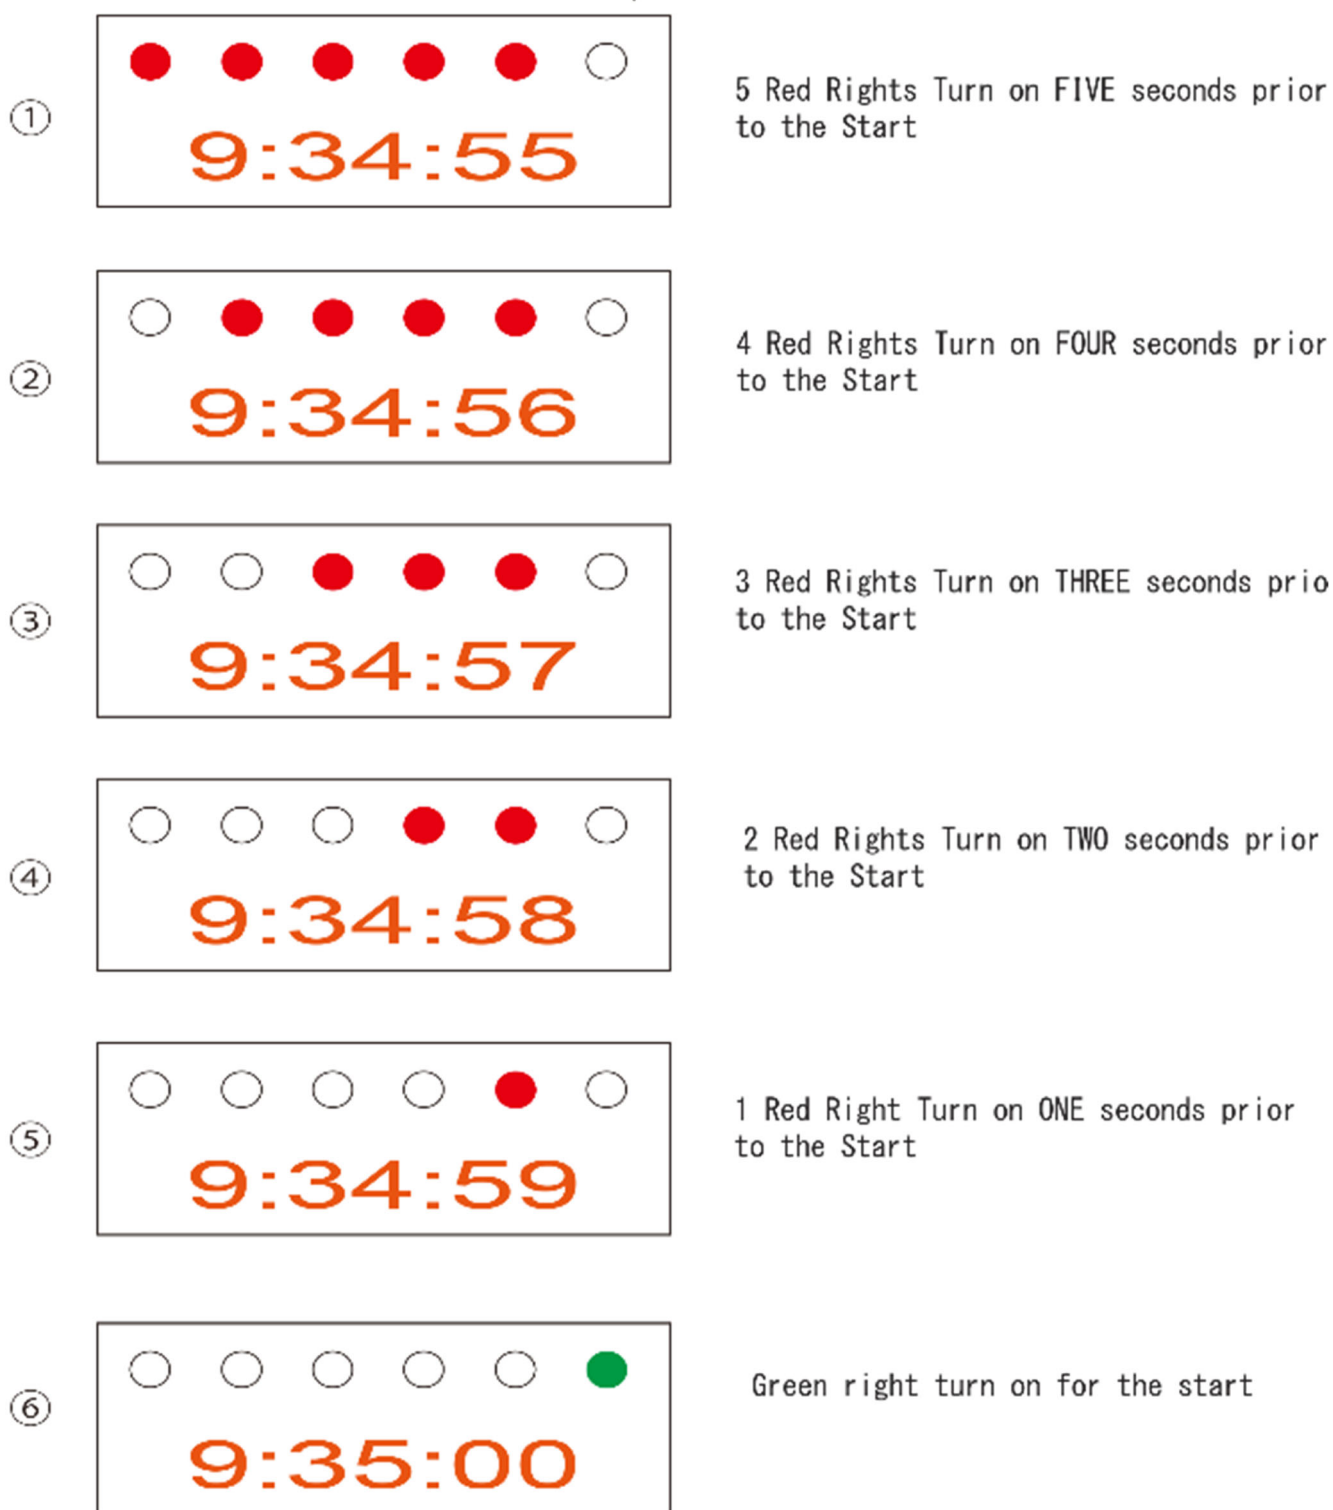 ①
5 Red Rights Turn on FIVE seconds prior
to the Start
9:34:55
②
4 Red Rights Turn on FOUR seconds prior
to the Start
9:34:56
③
3 Red Rights Turn on THREE seconds prio
to the Start
9:34:57
④
2 Red Rights Turn on TWO seconds prior
to the Start
9:34:58
⑤
1 Red Right Turn on ONE seconds prior
to the Start
9:34:59
⑥
Green right turn on for the start
9:35:00